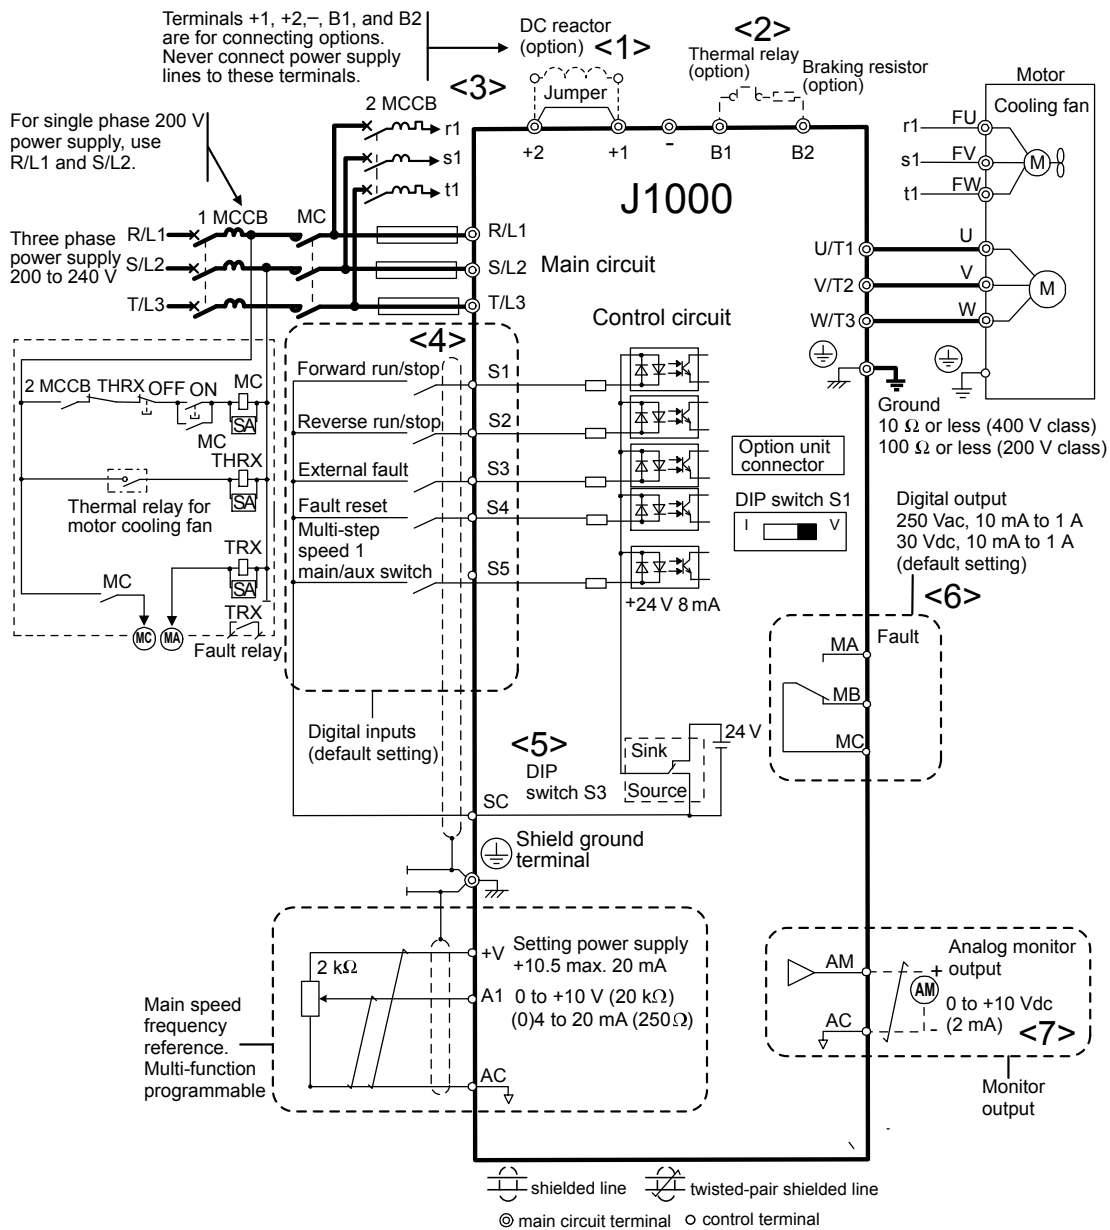 Terminals +1, +2,–, B1, and B2
are for connecting options.
Never connect power supply
lines to these terminals.
DC reactor
(option) <1>
Jumper
<2>
Thermal relay
(option)
Braking resistor
(option)
Motor
Cooling fan
<3>
2 MCCB
r1
s1
t1
For single phase 200 V
power supply, use
R/L1 and S/L2.
+2
+1
-
B1
B2
r1
FU
s1
FV
t1
FW
M
J1000
1 MCCB
MC
Three phase
power supply
200 to 240 V
R/L1
S/L2
T/L3
R/L1
S/L2
T/L3
Main circuit
U/T1
V/T2
W/T3
U
V
W
M
Control circuit
<4>
Forward run/stop
S1
Reverse run/stop
S2
External fault
S3
Fault reset
S4
Multi-step
speed 1
main/aux switch
S5
+24 V 8 mA
2 MCCB
THRX
OFF
ON
MC
SA
MC
THRX
SA
Thermal relay for
motor cooling fan
TRX
SA
MC
TRX
MC
MA
Fault relay
Ground
10 Ω or less (400 V class)
100 Ω or less (200 V class)
Option unit
connector
DIP switch S1
I
V
Digital output
250 Vac, 10 mA to 1 A
30 Vdc, 10 mA to 1 A
(default setting)
<6>
MA
Fault
MB
MC
Digital inputs
(default setting)
<5>
DIP
switch S3
Sink
Source
24 V
SC
Shield ground
terminal
2 kΩ
+V
Setting power supply
+10.5 max. 20 mA
A1
0 to +10 V (20 kΩ)
(0)4 to 20 mA (250Ω)
AC
Main speed
frequency
reference.
Multi-function
programmable
AM
Analog monitor
output
+
AM
0 to +10 Vdc
(2 mA)
AC
-
<7>
Monitor
output
shielded line
twisted-pair shielded line
main circuit terminal
control terminal